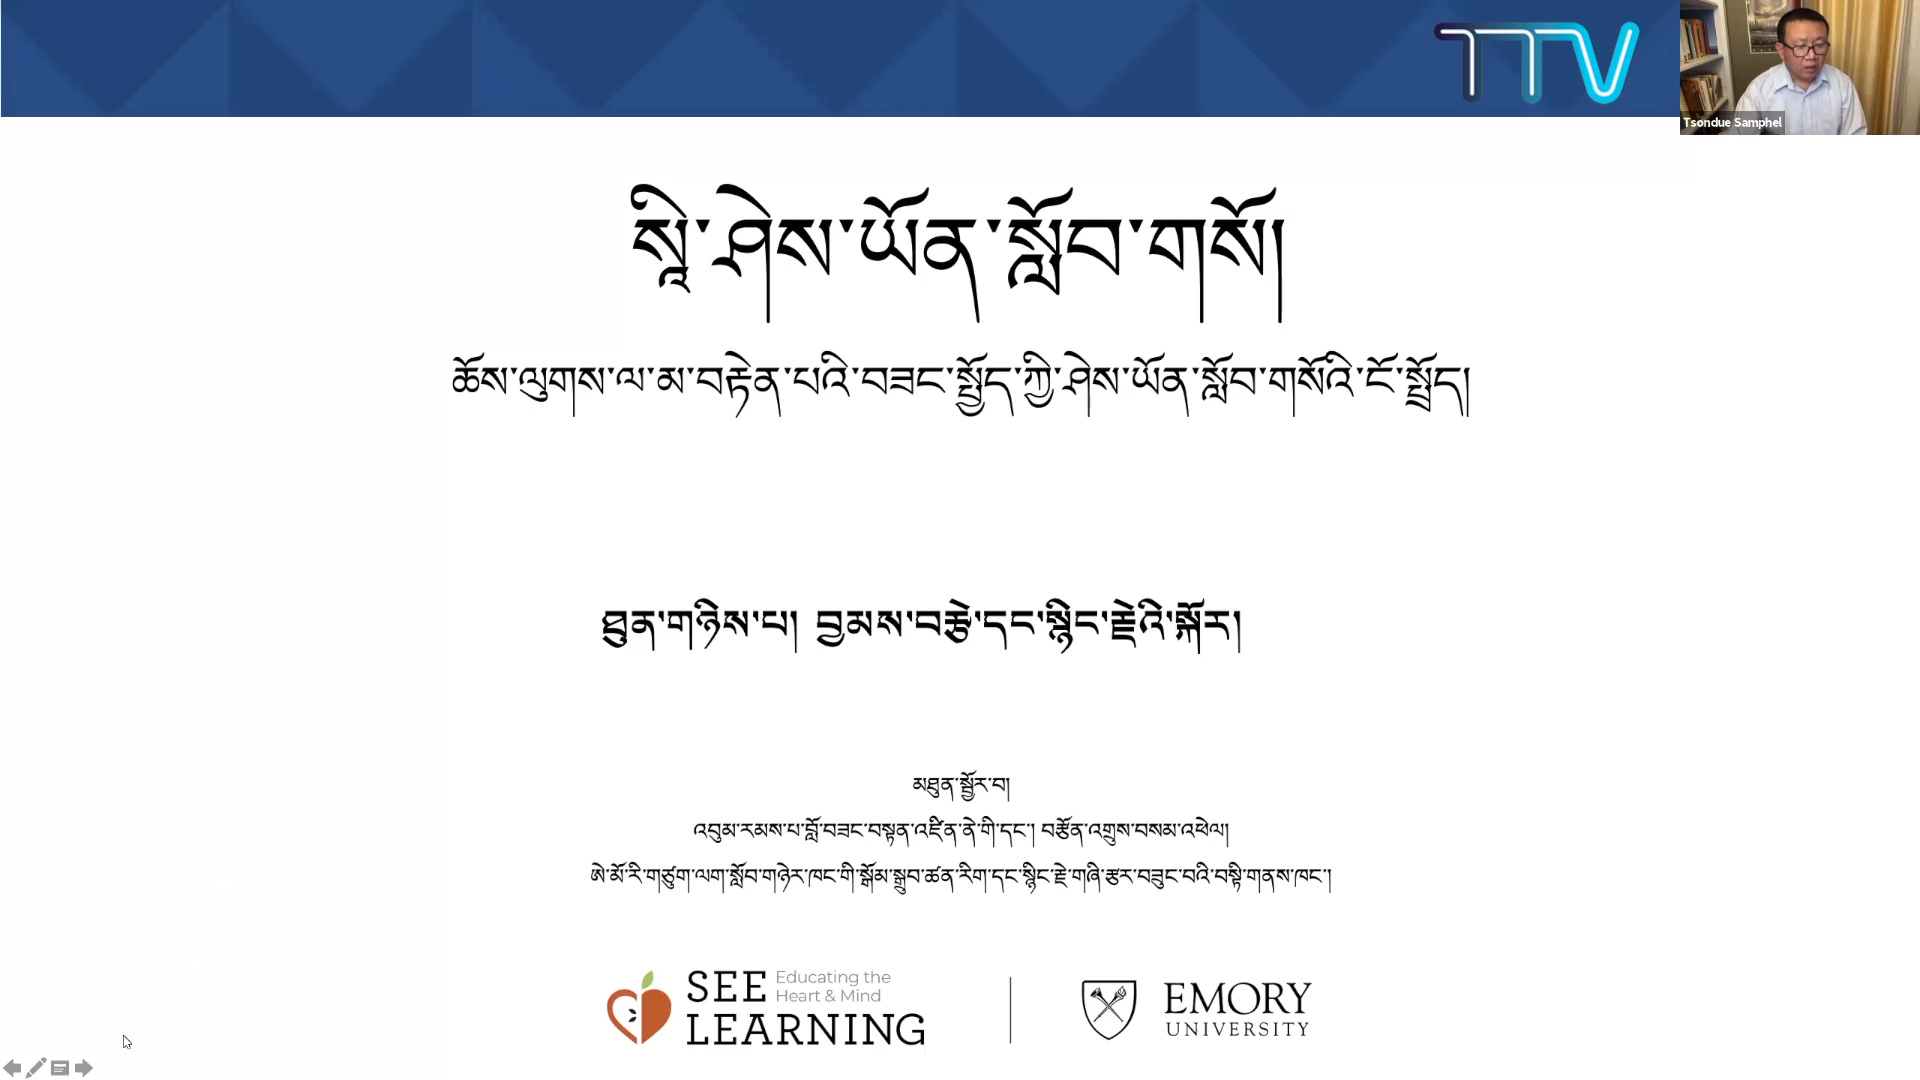 TTV
Tsondue Samphel
སཱི་ཤེས་ཡོན་སློབ་གསོ།
ཆོས་ལུགས་ལ་མ་བརྟེན་པའི་བཟང་སྤྱོད་ཀྱི་ཤེས་ཡོན་སློབ་གསོའི་ངོ་སྤྲོད།
ཐུན་གཉིས་པ། བྱམས་བརྩེ་དང་སྙིང་རྗེའི་སྐོར།
མཐུན་སྦྱོར་བ།
འབུམ་རམས་པ་བློ་བཟང་བསྟན་འཛིན་ནེ་གི་དང་། བརྩོན་འགྲུས་བསམ་འཕེལ།
ཨེ་མོ་རི་གཙུག་ལག་སློབ་གཉེར་ཁང་གི་སྒོམ་སྒྲུབ་ཚན་རིག་དང་སྙིང་རྗེ་གཞི་རྩར་བཟུང་བའི་བསྟི་གནས་ཁང་།
SEE Educating the
Heart & Mind
LEARNING
EMORY
UNIVERSITY